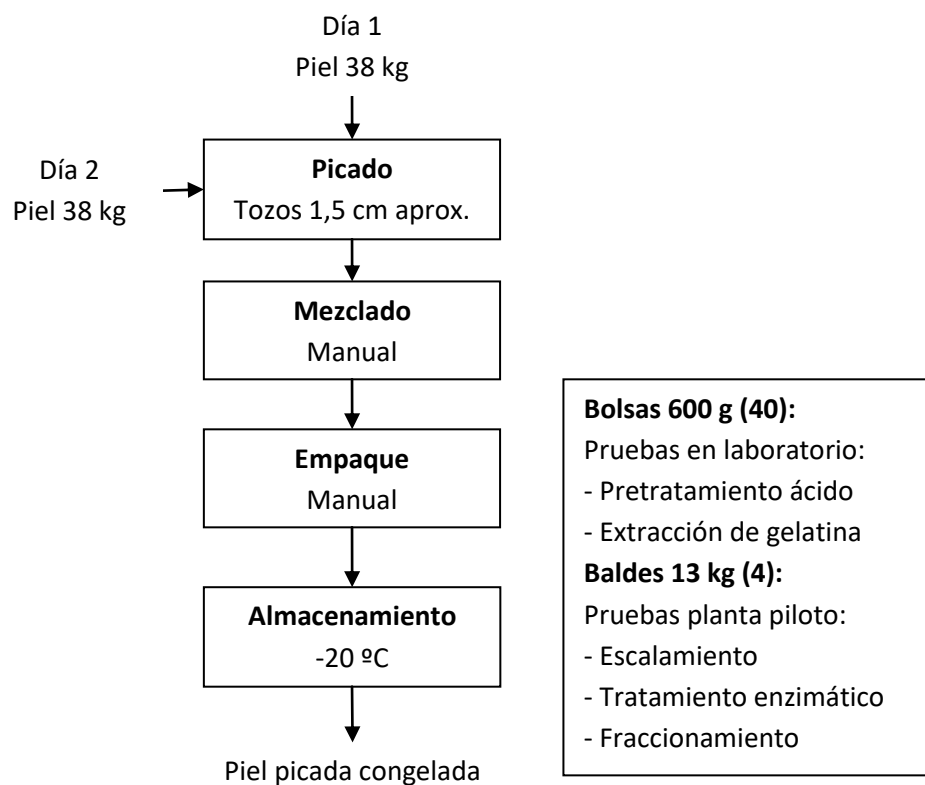 Día 1
Piel 38 kg
Día 2
Piel 38 kg
Picado
Tozos 1,5 cm aprox.
Mezclado
Manual
Empaque
Manual
Almacenamiento
-20 ºC
Piel picada congelada
Bolsas 600 g (40):
Pruebas en laboratorio:
- Pretratamiento ácido
- Extracción de gelatina
Baldes 13 kg (4):
Pruebas planta piloto:
- Escalamiento
- Tratamiento enzimático
- Fraccionamiento